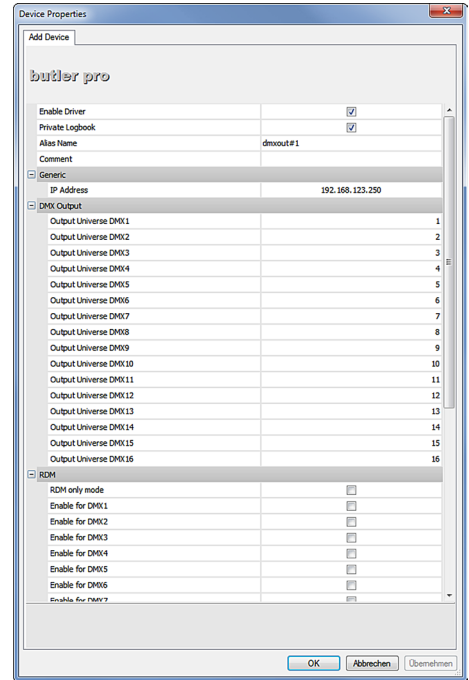 Device Properties
Add Device
butler pro
Enable Driver
Private Logbook
Alias Name dmxout#1
Comment
Generic
IP Address 192.168.123.250
DMX Output
Output Universe DMX1 1
Output Universe DMX2 2
Output Universe DMX3 3
Output Universe DMX4 4
Output Universe DMX5 5
Output Universe DMX6 6
Output Universe DMX7 7
Output Universe DMX8 8
Output Universe DMX9 9
Output Universe DMX10 10
Output Universe DMX11 11
Output Universe DMX12 12
Output Universe DMX13 13
Output Universe DMX14 14
Output Universe DMX15 15
Output Universe DMX16 16
RDM
RDM only mode
Enable for DMX1
Enable for DMX2
Enable for DMX3
Enable for DMX4
Enable for DMX5
Enable for DMX6
Enable for DMX7
OK Abbrechen Übernehmen